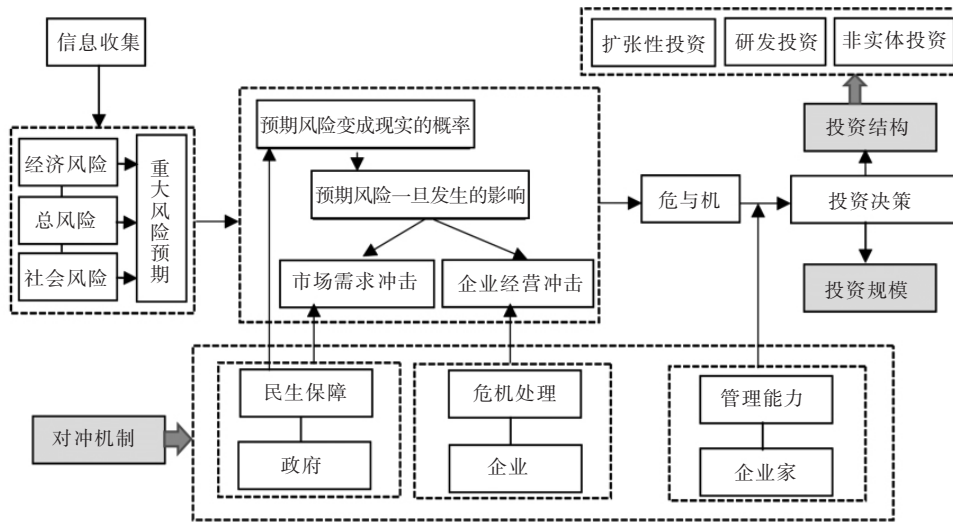 信息收集
扩张性投资
研发投资
非实体投资
预期风险变成现实的概率
投资结构
经济风险
重大风险预期
预期风险一旦发生的影响
总风险
危与机
投资决策
社会风险
市场需求冲击
企业经营冲击
投资规模
民生保障
危机处理
管理能力
对冲机制
政府
企业
企业家